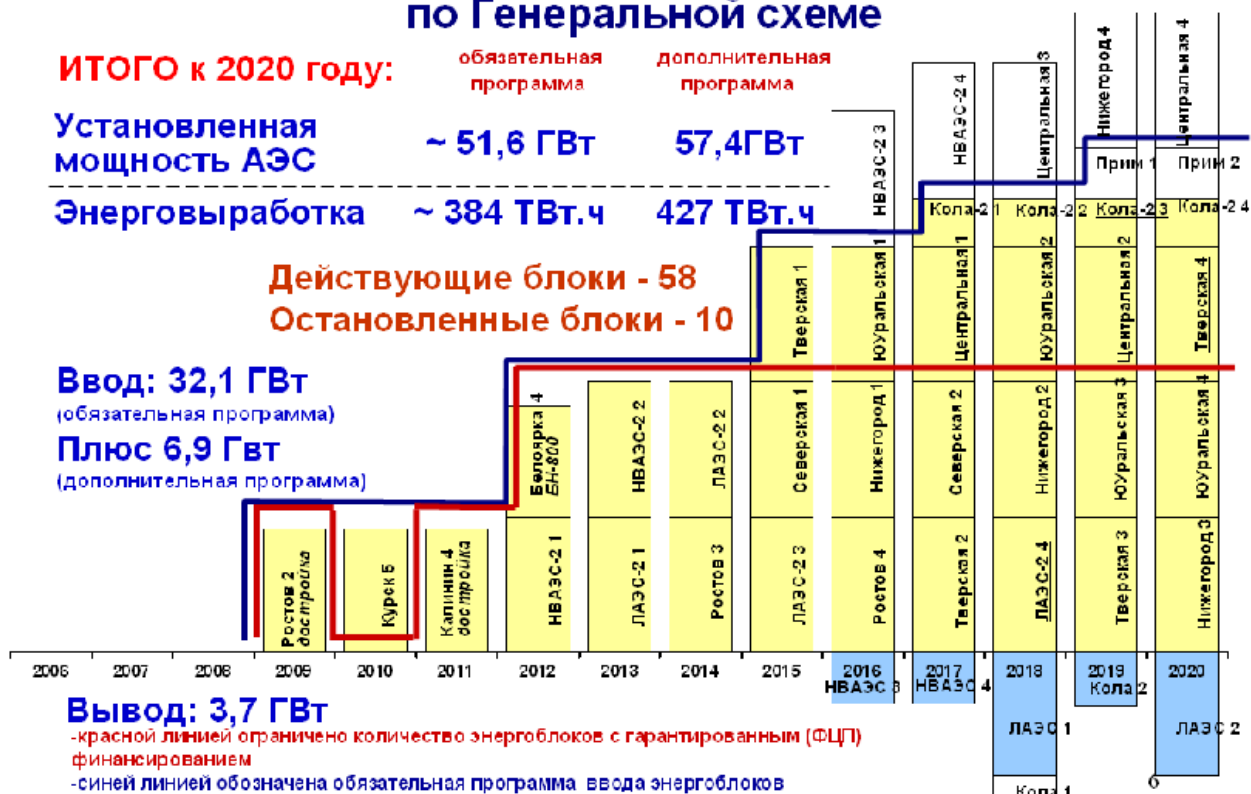 по Генеральной схеме
ИТОГО к 2020 году:
обязательная программа
дополнительная программа
Установленная мощность АЭС
~ 51,6 ГВт
57,4ГВт
Энерговыработка
~ 384 ТВт.ч
427 ТВт.ч
Действующие блоки - 58
Остановленные блоки - 10
Ввод: 32,1 ГВт
(обязательная программа)
Плюс 6,9 Гвт
(дополнительная программа)
Ростов 2 достройка
Курск 5
Калинин 4 достройка
Белоярка 4 БН-800
НВАЭС-2 1
НВАЭС-2 2
ЛАЭС-2 1
ЛАЭС-2 2
Ростов 3
Тверская 1
Северская 1
ЛАЭС-2 3
НВАЭС-2 3
ЮУральская 1
Нижегород 1
Ростов 4
НВАЭС-2 4
Кола-2 1
Центральная 1
Северская 2
Тверская 2
Центральная 3
Кола-2 2
ЮУральская 2
Нижегород 2
ЛАЭС-2 4
Нижегород 4
Прим 1
Кола-2 3
Центральная 2
ЮУральская 3
Тверская 3
Центральная 4
Прим 2
Кола-2 4
Тверская 4
ЮУральская 4
Нижегород 3
2006 2007 2008 2009 2010 2011 2012 2013 2014 2015 2016 2017 2018 2019 2020
НВАЭС 3
НВАЭС 4
Кола 2
ЛАЭС 1
ЛАЭС 2
Кола 1
6
Вывод: 3,7 ГВт
-красной линией ограничено количество энергоблоков с гарантированным (ФЦП)
финансированием
-синей линией обозначена обязательная программа ввода энергоблоков